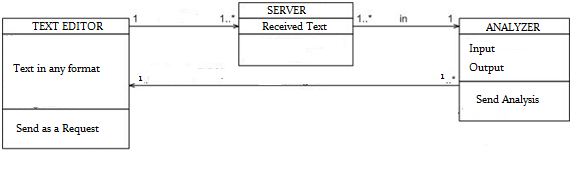 SERVER
TEXT EDITOR 1 1..* Received Text 1..* in 1 ANALYZER
Input
Text in any format
Output
1.. 1..*
Send Analysis
Send as a Request